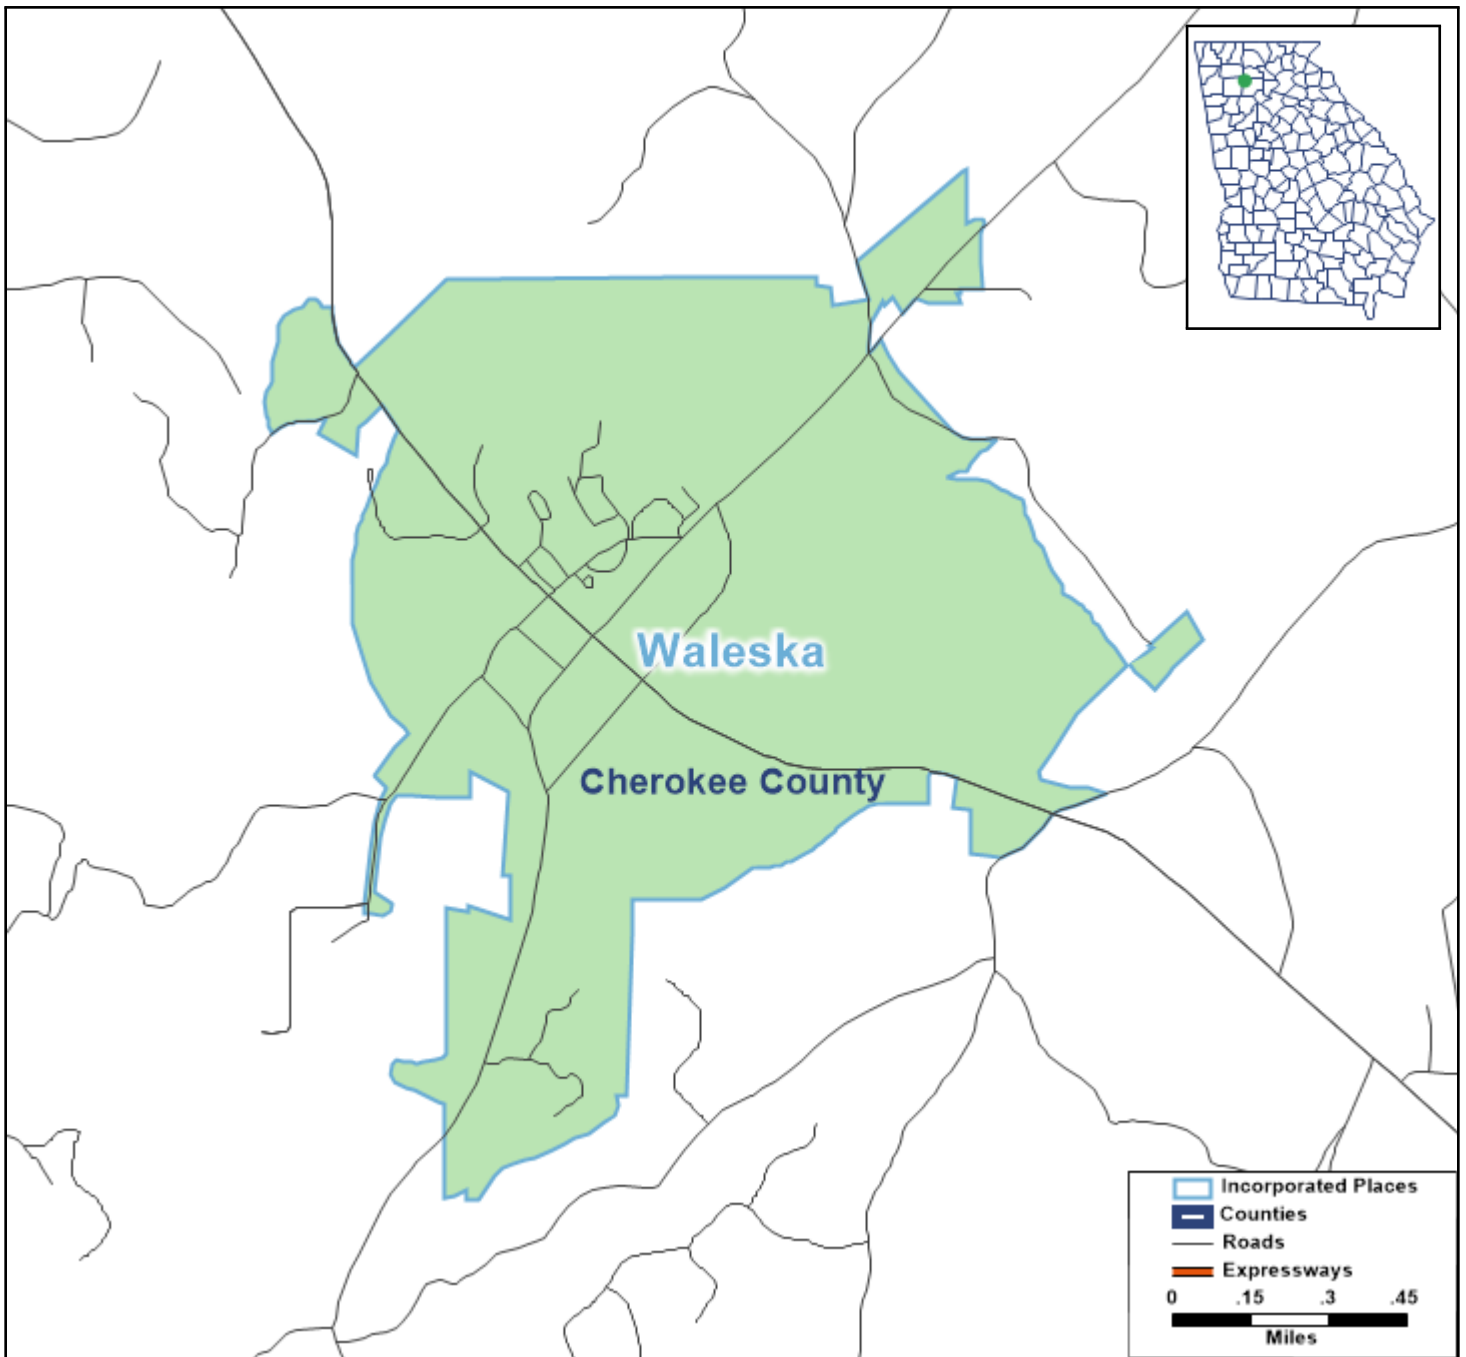 Waleska
Cherokee County
Incorporated Places
Counties
Roads
Expressways
0 .15 .3 .45
Miles